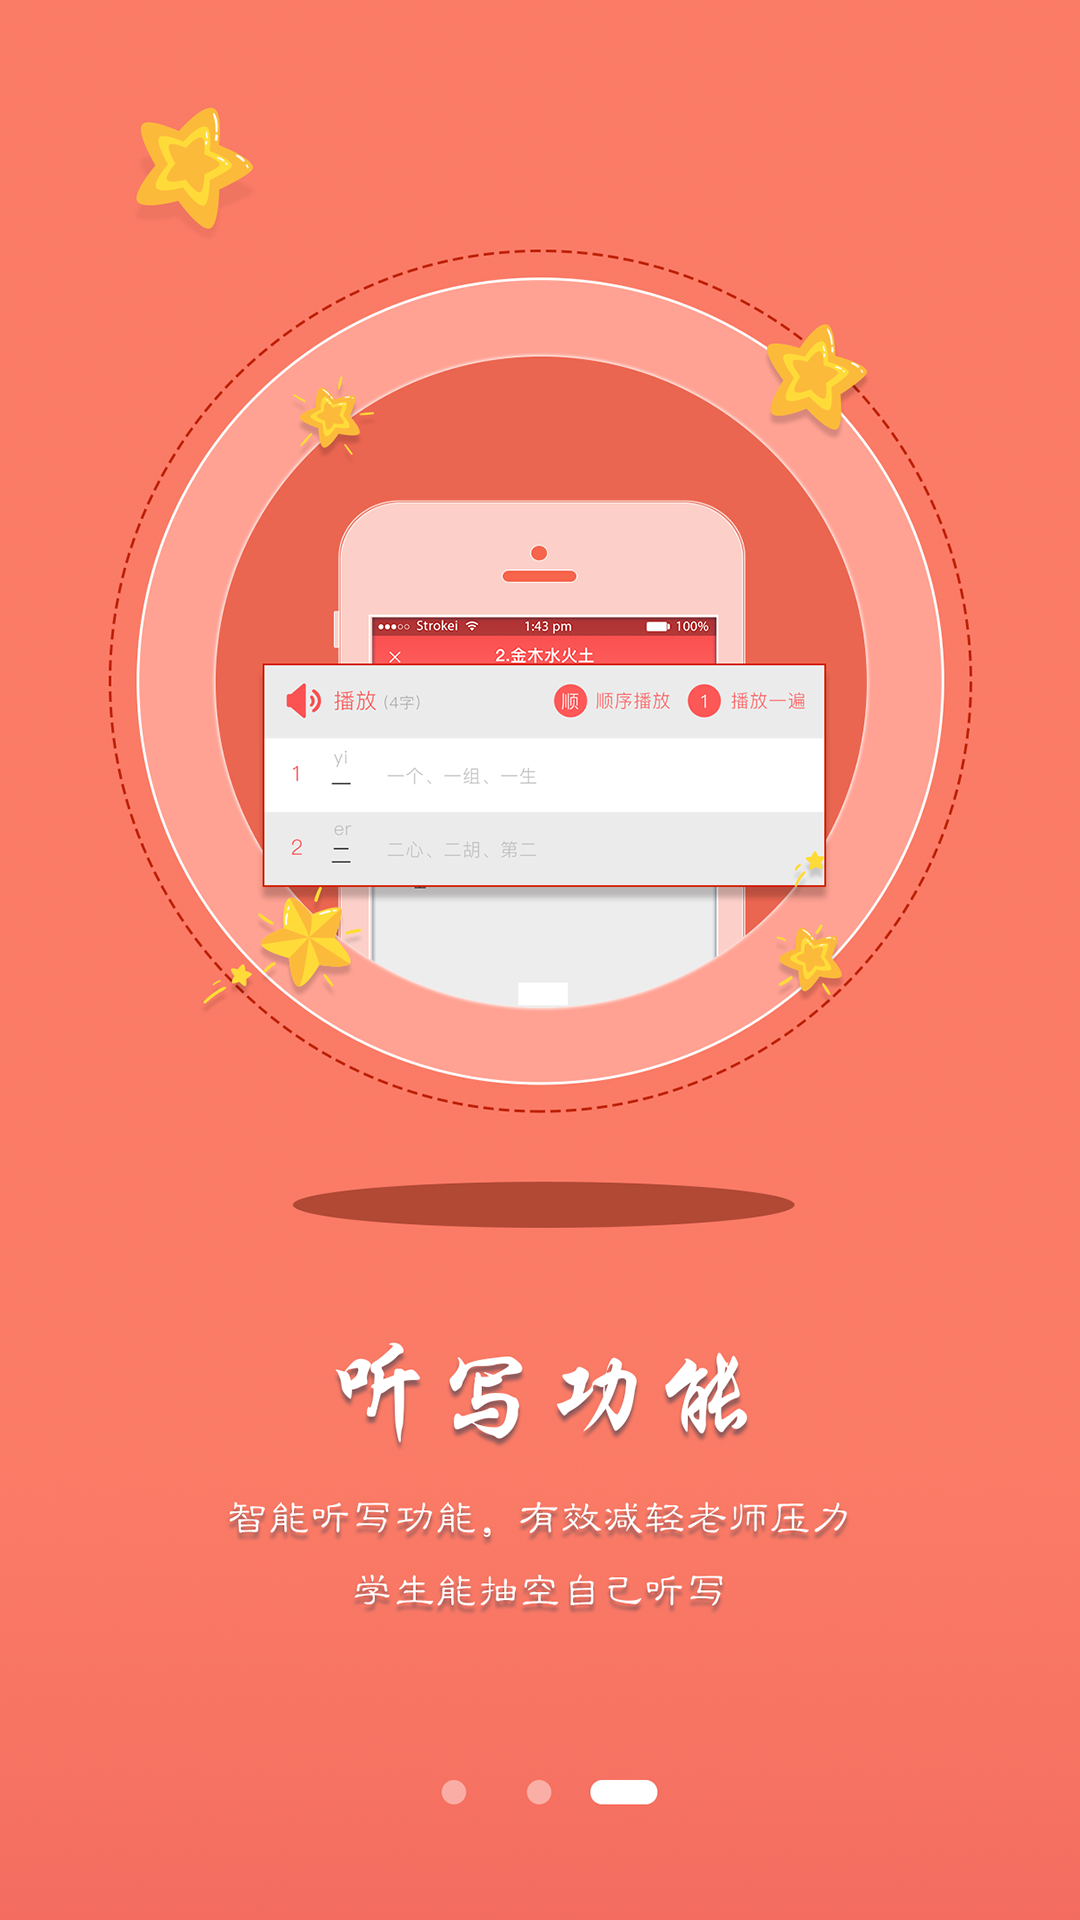 Strokei 1:43 pm 100%
2.金木水火土
播放 (4字) 顺 顺序播放 1 播放一遍
yi
1 一 一个、一组、一生
er
2 二 二心、二胡、第二
听写功能
智能听写功能，有效减轻老师压力
学生能抽空自己听写